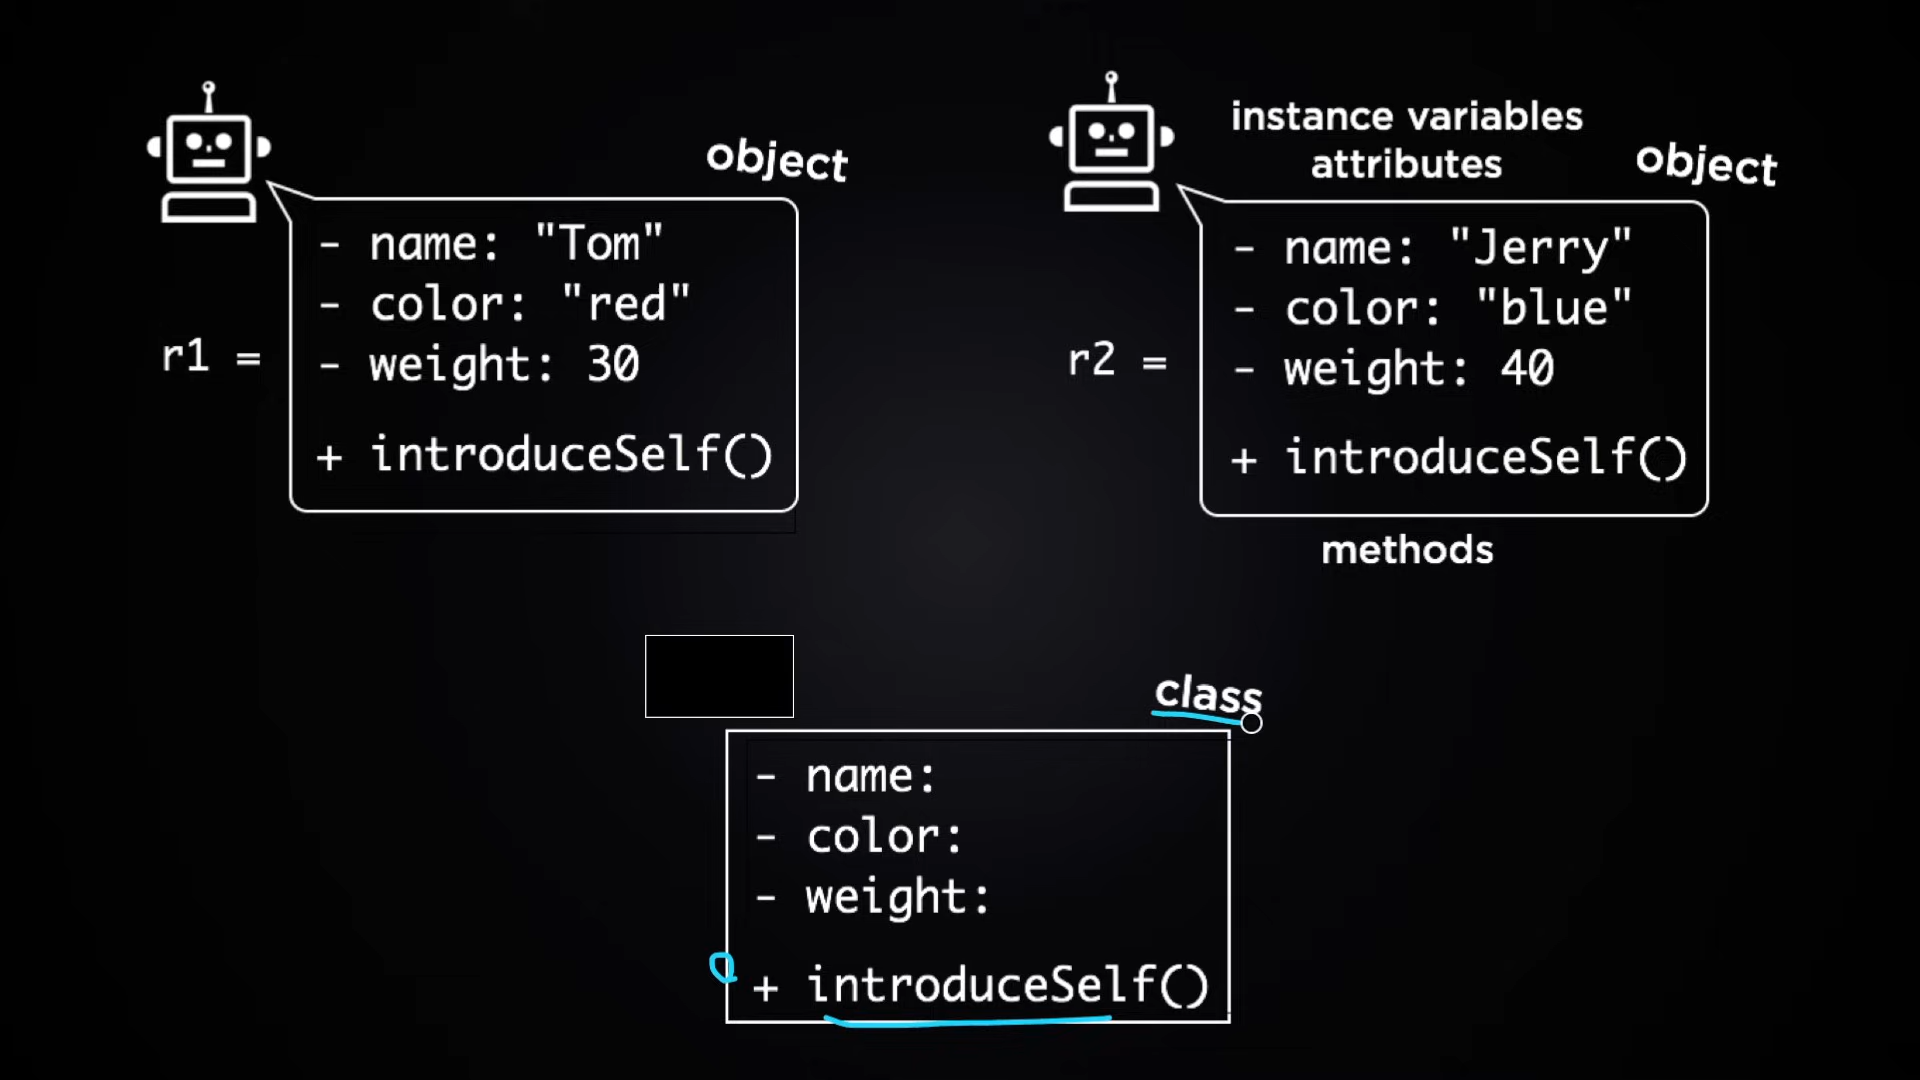 object
- name: "Tom"
- color: "red"
r1 =
- weight: 30
+ introduceSelf()
instance variables
attributes
object
- name: "Jerry"
- color: "blue"
r2 =
- weight: 40
+ introduceSelf()
methods
class
- name:
- color:
- weight:
+ introduceSelf()